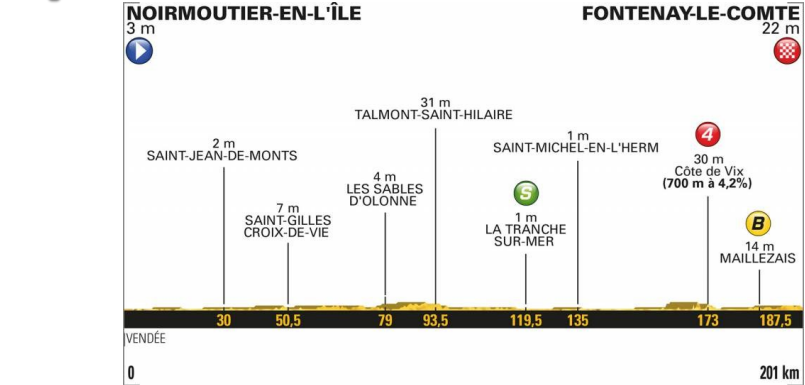 NOIRMOUTIER-EN-L'ÎLE
3 m
FONTENAY-LE-COMTE
22 m
31 m
TALMONT-SAINT-HILAIRE
2 m
SAINT-JEAN-DE-MONTS
1 m
SAINT-MICHEL-EN-L'HERM
4
30 m
Côte de Vix
(700 m à 4,2%)
4 m
LES SABLES
D'OLONNE
7 m
SAINT-GILLES
CROIX-DE-VIE
S
1 m
LA TRANCHE
SUR-MER
B
14 m
MAILLEZAIS
30 50,5 79 93,5 119,5 135 173 187,5
VENDÉE
0 201 km